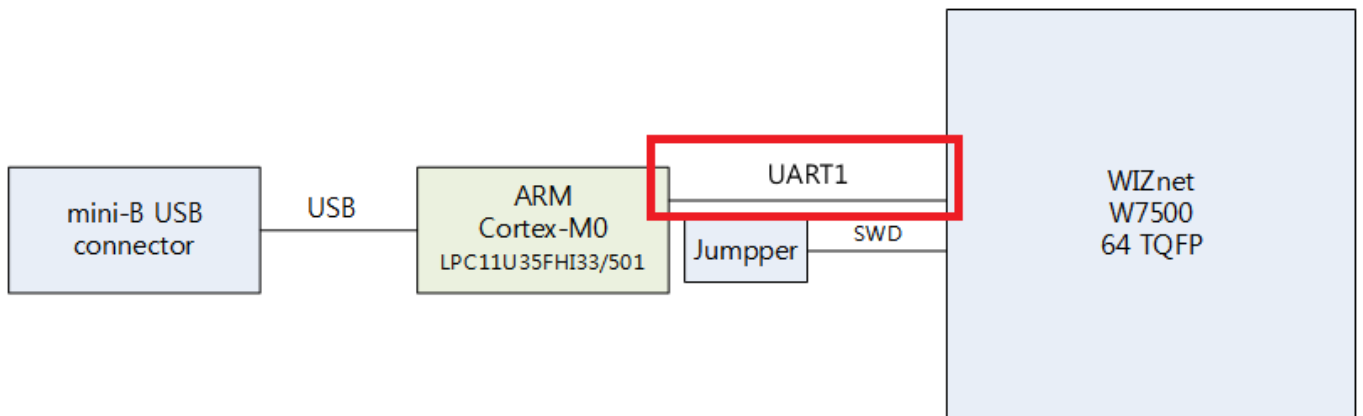 mini-B USB
connector
USB
ARM
Cortex-M0
LPC11U35FHI33/501
UART1
Jumpper
SWD
WIZnet
W7500
64 TQFP